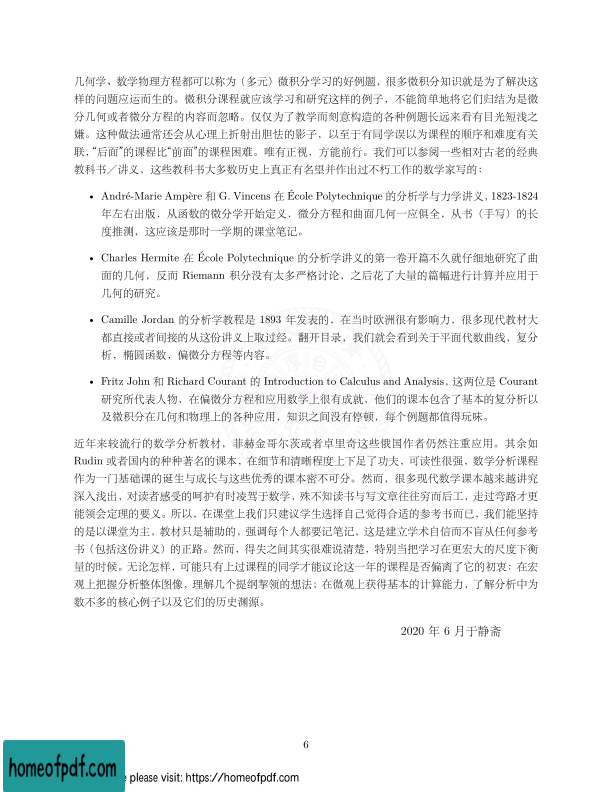 几何学、数学物理方程都可以称为（多元）微积分学习的好例题，很多微积分知识就是为了解决这
样的问题应运而生的。微积分课程就应该学习和研究这样的例子，不能简单地将它们归结为是微
分几何或者微分方程的内容而忽略。仅仅为了教学而刻意构造的各种例题长远来看有目光短浅之
嫌。这种做法通常还会从心理上折射出胆怯的影子，以至于有同学误以为课程的顺序和难度有关
联，“后面”的课程比“前面”的课程困难。唯有正视，方能前行。我们可以参阅一些相对古老的经典
教科书／讲义，这些教科书大多数历史上真正有名望并作出过不朽工作的数学家写的：
• André-Marie Ampère 和 G. Vincens 在 École Polytechnique 的分析学与力学讲义，1823-1824
年左右出版，从函数的微分学开始定义，微分方程和曲面几何一应俱全，从书（手写）的长
度推测，这应该是那时一学期的课堂笔记。
• Charles Hermite 在 École Polytechnique 的分析学讲义的第一卷开篇不久就仔细地研究了曲
面的几何，反而 Riemann 积分没有太多严格讨论，之后花了大量的篇幅进行计算并应用于
几何的研究。
• Camille Jordan 的分析学教程是 1893 年发表的，在当时欧洲很有影响力，很多现代教材大
都直接或者间接的从这份讲义上取过经。翻开目录，我们就会看到关于平面代数曲线，复分
析，椭圆函数，偏微分方程等内容。
• Fritz John 和 Richard Courant 的 Introduction to Calculus and Analysis，这两位是 Courant
研究所代表人物，在偏微分方程和应用数学上很有成就，他们的课本包含了基本的复分析以
及微积分在几何和物理上的各种应用，知识之间没有停顿，每个例题都值得玩味。
近年来较流行的数学分析教材，菲赫金哥尔茨或者卓里奇这些俄国作者仍然注重应用。其余如
Rudin 或者国内的种种著名的课本，在细节和清晰程度上下足了功夫，可读性很强，数学分析课程
作为一门基础课的诞生与成长与这些优秀的课本密不可分。然而，很多现代数学课本越来越讲究
深入浅出，对读者感受的呵护有时凌驾于数学，殊不知读书与写文章往往穷而后工，走过弯路才更
能领会定理的要义。所以，在课堂上我们只建议学生选择自己觉得合适的参考书而已，我们能坚持
的是以课堂为主，教材只是辅助的，强调每个人都要记笔记，这是建立学术自信而不盲从任何参考
书（包括这份讲义）的正路。然而，得失之间其实很难说清楚，特别当把学习在更宏大的尺度下衡
量的时候。无论怎样，可能只有上过课程的同学才能议论这一年的课程是否偏离了它的初衷：在宏
观上把握分析整体图像，理解几个提纲挈领的想法；在微观上获得基本的计算能力，了解分析中为
数不多的核心例子以及它们的历史渊源。
2020 年 6 月于静斋
6
homeofpdf.com
please visit: https://homeofpdf.com